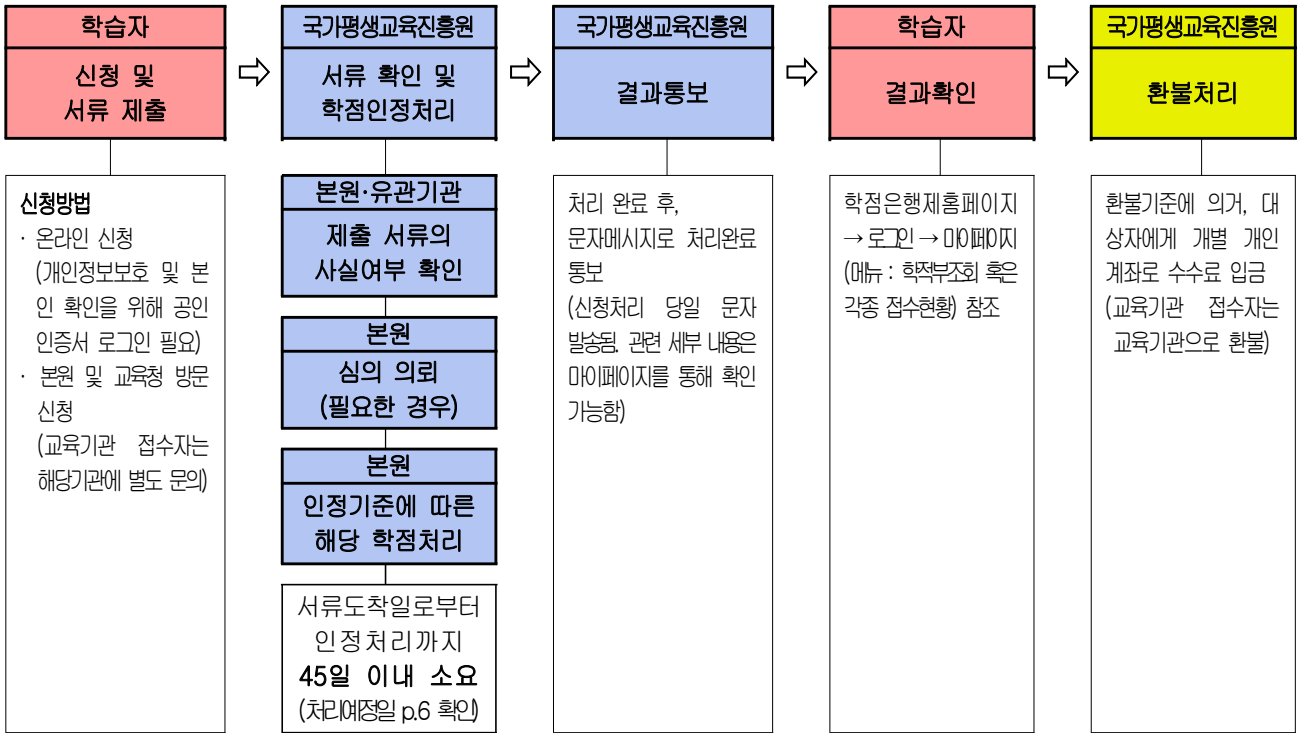 학습자
신청 및
서류 제출
신청방법
· 온라인 신청
(개인정보보호 및 본
인 확인을 위해 공인
인증서 로그인 필요)
· 본원 및 교육청 방문
신청
(교육기관 접수자는
해당기관에 별도 문의)
국가평생교육진흥원
서류 확인 및
학점인정처리
본원·유관기관
제출 서류의
사실여부 확인
본원
심의 의뢰
(필요한 경우)
본원
인정기준에 따른
해당 학점처리
서류도착일로부터
인정처리까지
45일 이내 소요
(처리예정일 p.6 확인)
국가평생교육진흥원
결과통보
처리 완료 후,
문자메시지로 처리완료
통보
(신청처리 당일 문자
발송됨. 관련 세부 내용은
마이페이지를 통해 확인
가능함)
학습자
결과확인
학점은행제홈페이지
→ 로그인 → 마이페이지
(메뉴 : 학적부조회 혹은
각종 접수현황) 참조
국가평생교육진흥원
환불처리
환불기준에 의거, 대
상자에게 개별 개인
계좌로 수수료 입금
(교육기관 접수자는
교육기관으로 환불)